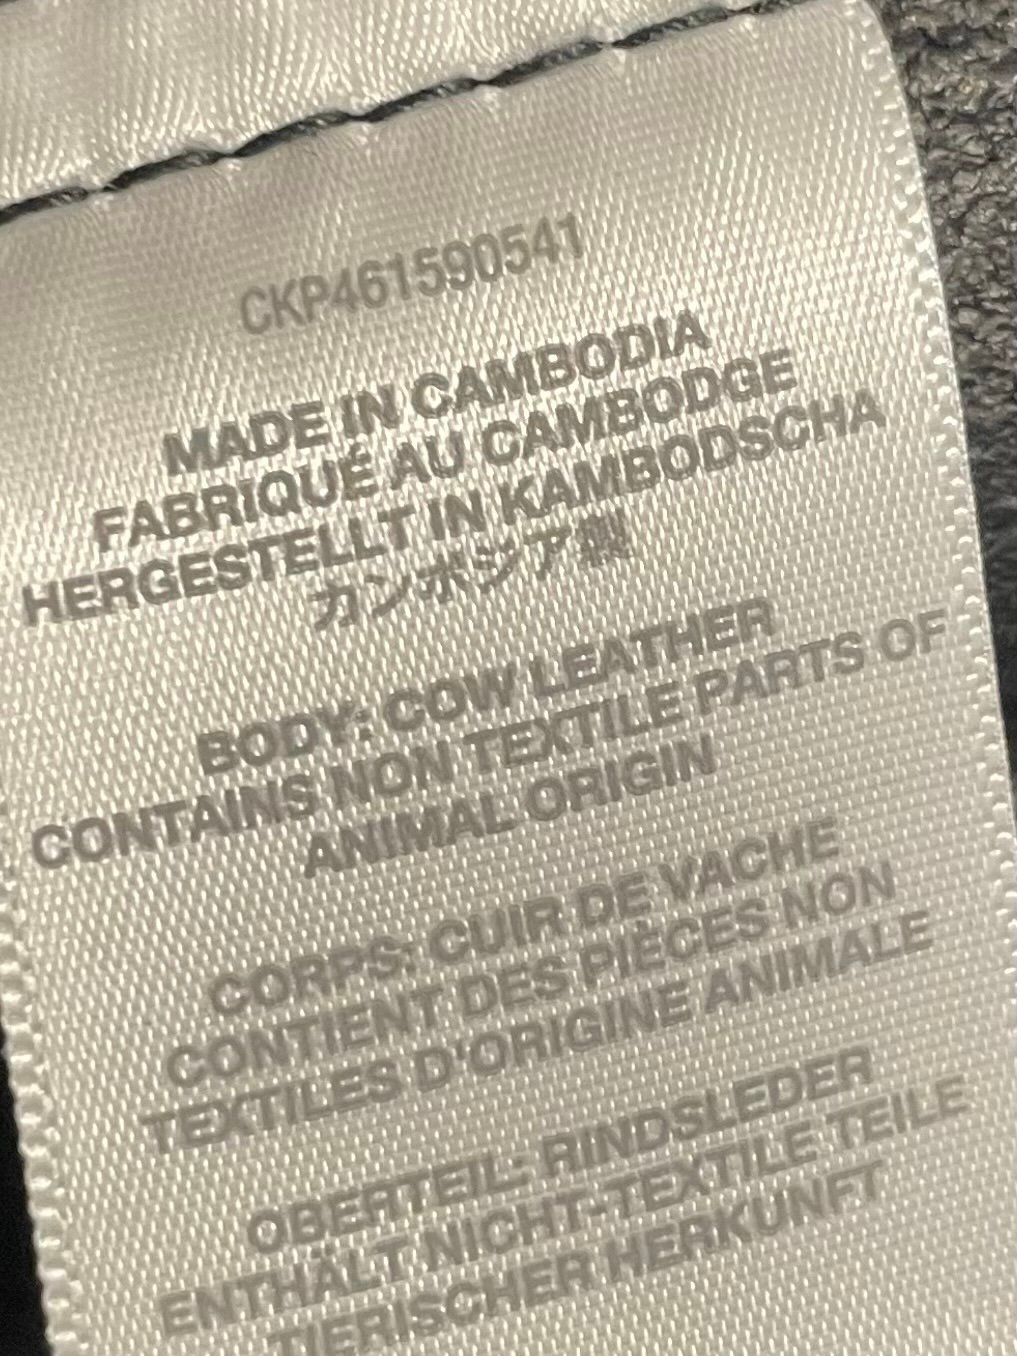 CKP461590541
MADE IN CAMBODIA
FABRIQUÉ AU CAMBODGE
HERGESTELLT IN KAMBODSCHA
カンボジア製
BODY: COW LEATHER
CONTAINS NON TEXTILE PARTS OF
ANIMAL ORIGIN
CORPS: CUIR DE VACHE
CONTIENT DES PIÈCES NON
TEXTILES D'ORIGINE ANIMALE
OBERTEIL: RINDSLEDER
ENTHÄLT NICHT-TEXTILE TEILE
TIERISCHER HERKUNFT